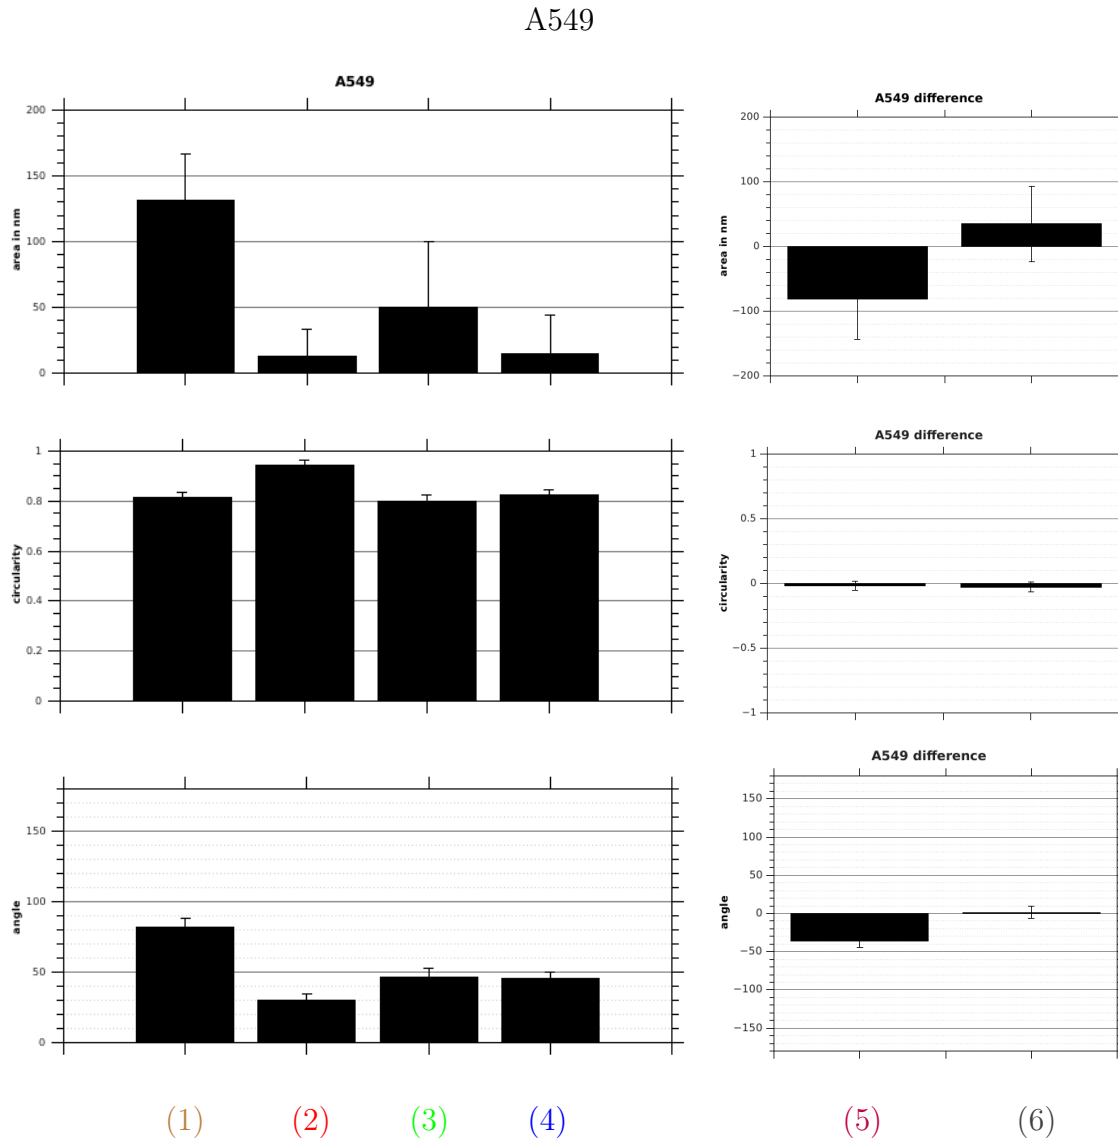 A549
A549
200
150
100
50
0
area in nm
A549 difference
200
100
0
−100
−200
area in nm
1
0.8
0.6
0.4
0.2
0
circularity
A549 difference
1
0.5
0
−0.5
−1
circularity
150
100
50
0
angle
A549 difference
150
100
50
0
−50
−100
−150
angle
(1) (2) (3) (4) (5) (6)